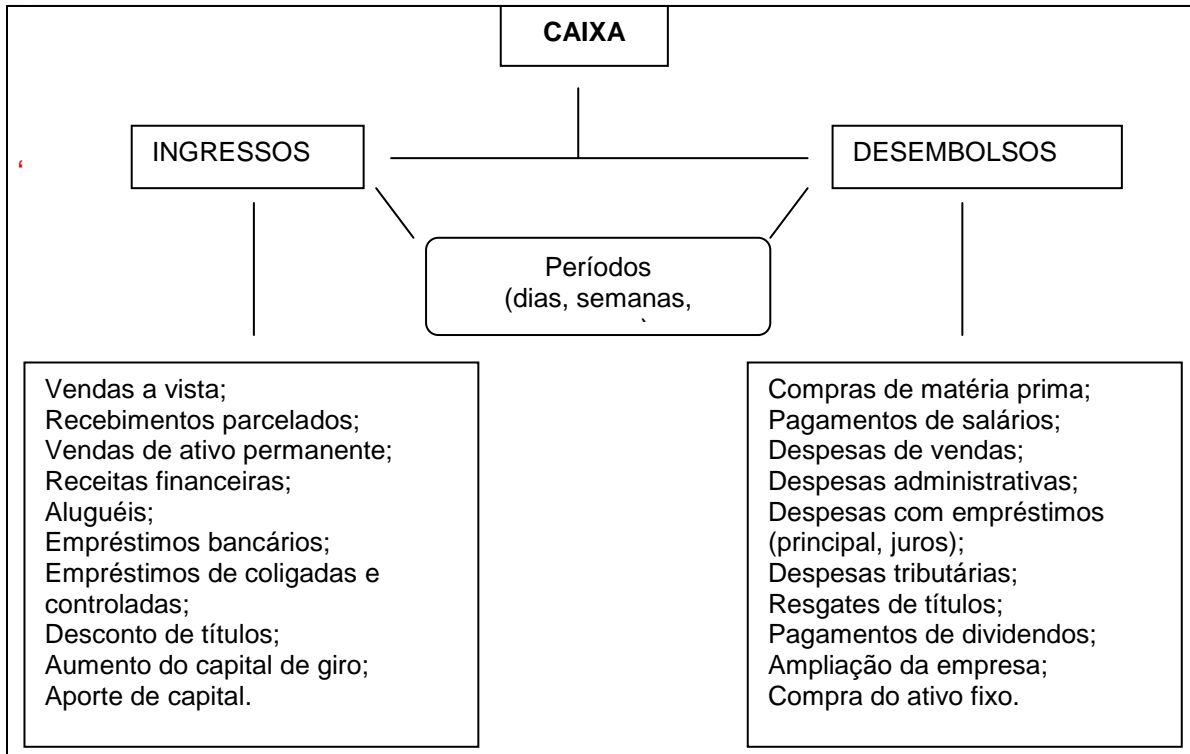 CAIXA
INGRESSOS
DESEMBOLSOS
‘
Períodos
(dias, semanas,
Vendas a vista;
Recebimentos parcelados;
Vendas de ativo permanente;
Receitas financeiras;
Aluguéis;
Empréstimos bancários;
Empréstimos de coligadas e
controladas;
Desconto de títulos;
Aumento do capital de giro;
Aporte de capital.
Compras de matéria prima;
Pagamentos de salários;
Despesas de vendas;
Despesas administrativas;
Despesas com empréstimos
(principal, juros);
Despesas tributárias;
Resgates de títulos;
Pagamentos de dividendos;
Ampliação da empresa;
Compra do ativo fixo.